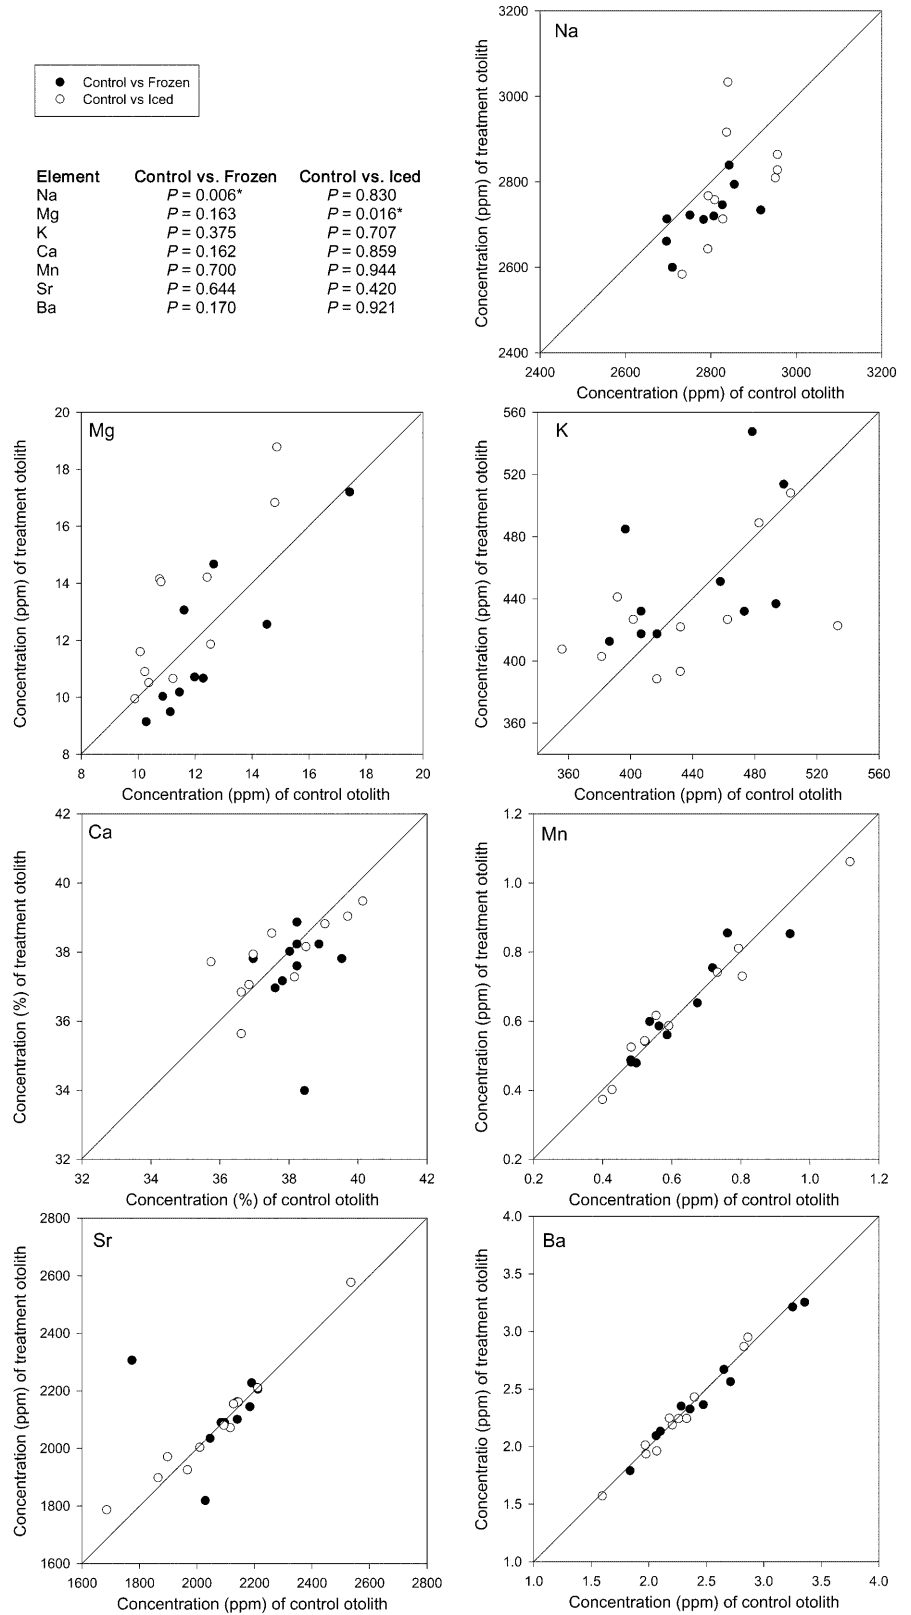 Control vs Frozen
Control vs Iced
Element Control vs. Frozen Control vs. Iced
Na P = 0.006* P = 0.830
Mg P = 0.163 P = 0.016*
K P = 0.375 P = 0.707
Ca P = 0.162 P = 0.859
Mn P = 0.700 P = 0.944
Sr P = 0.644 P = 0.420
Ba P = 0.170 P = 0.921
Na
Concentration (ppm) of treatment otolith
3200
3000
2800
2600
2400
2400 2600 2800 3000 3200
Concentration (ppm) of control otolith
Mg
Concentration (ppm) of treatment otolith
20
18
16
14
12
10
8
8 10 12 14 16 18 20
Concentration (ppm) of control otolith
K
Concentration (ppm) of treatment otolith
560
520
480
440
400
360
360 400 440 480 520 560
Concentration (ppm) of control otolith
Ca
Concentration (%) of treatment otolith
42
40
38
36
34
32
32 34 36 38 40 42
Concentration (%) of control otolith
Mn
Concentration (ppm) of treatment otolith
1.2
1.0
0.8
0.6
0.4
0.2
0.2 0.4 0.6 0.8 1.0 1.2
Concentration (ppm) of control otolith
Sr
Concentration (ppm) of treatment otolith
2800
2600
2400
2200
2000
1800
1600
1600 1800 2000 2200 2400 2600 2800
Concentration (ppm) of control otolith
Ba
Concentratio (ppm) of treatment otolith
4.0
3.5
3.0
2.5
2.0
1.5
1.0
1.0 1.5 2.0 2.5 3.0 3.5 4.0
Concentration (ppm) of control otolith